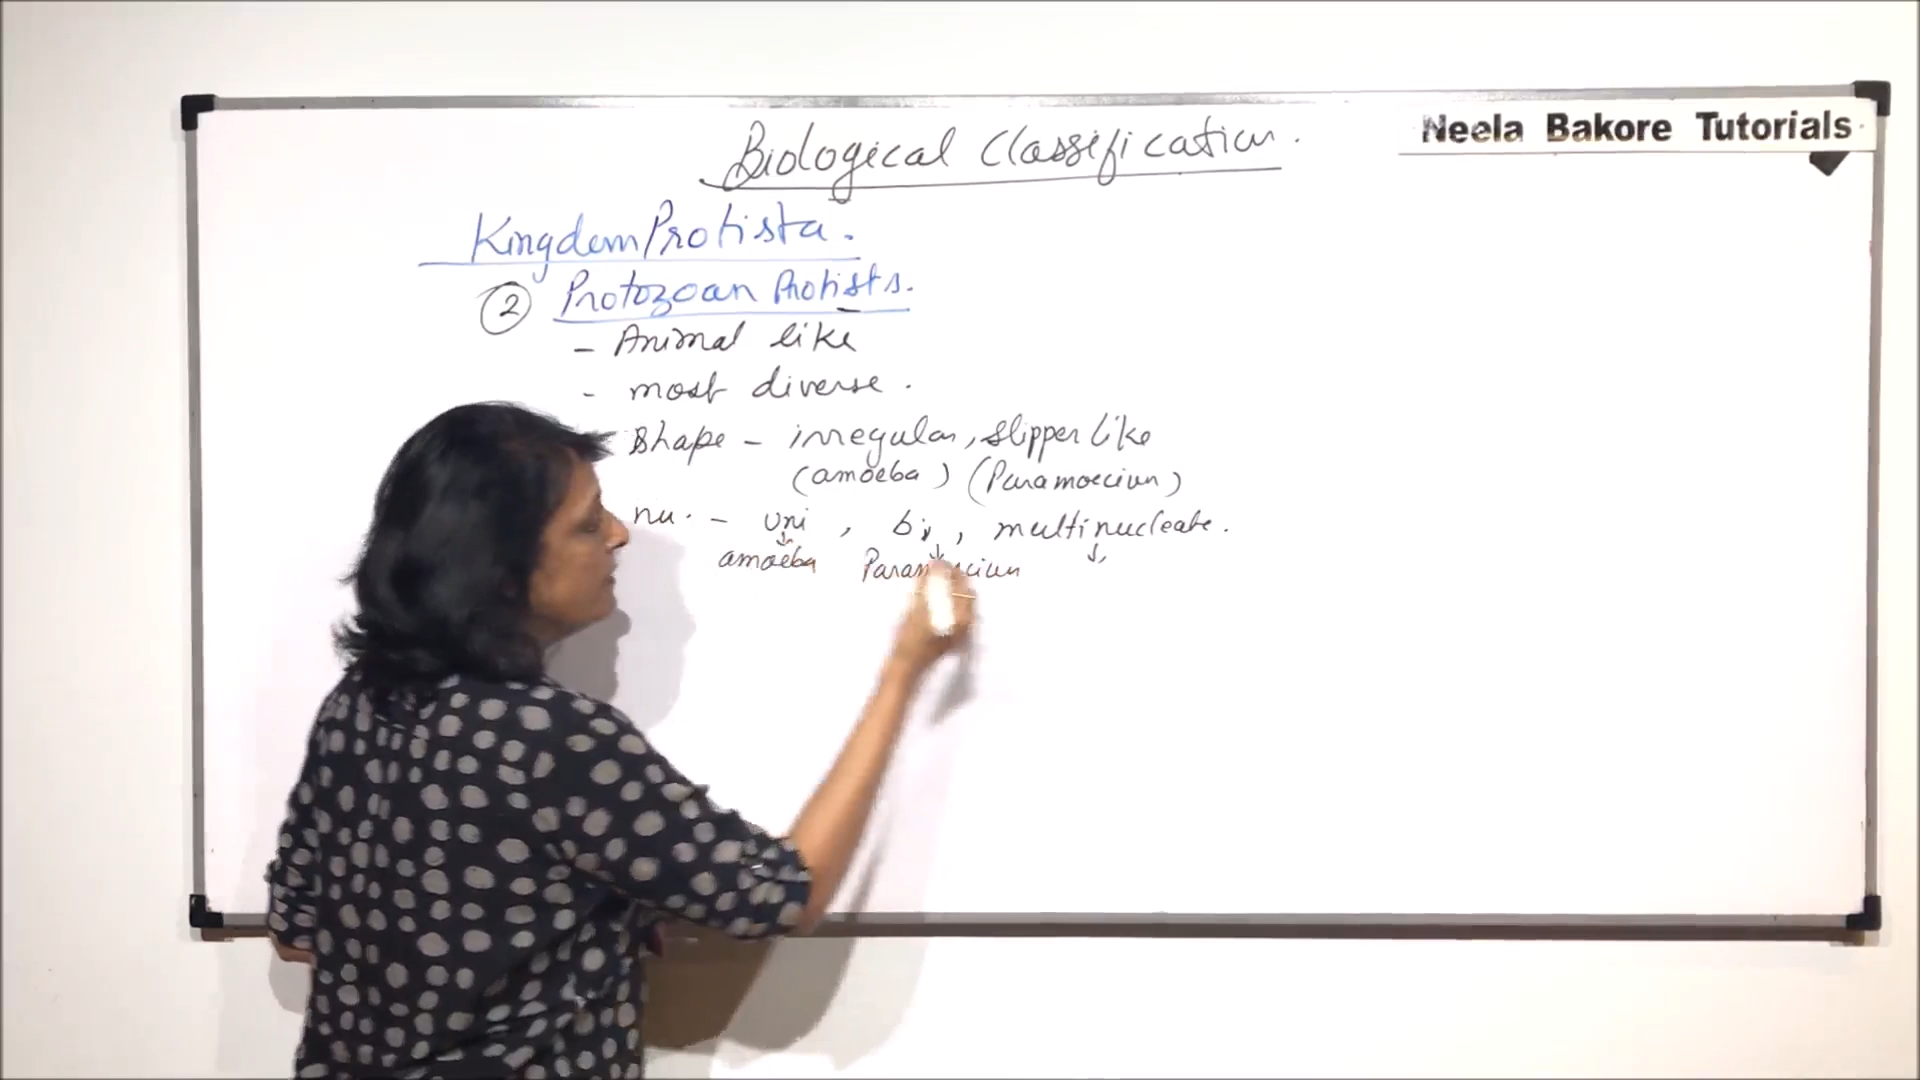 Neela Bakore Tutorials
Biological Classification.
Kingdom Protista.
② Protozoan Protists.
- Animal like
- most diverse.
Shape - irregular, slipper like
(amoeba) (Paramoecium)
nu. - uni, bi, multinucleate.
amoeba Paramoecium